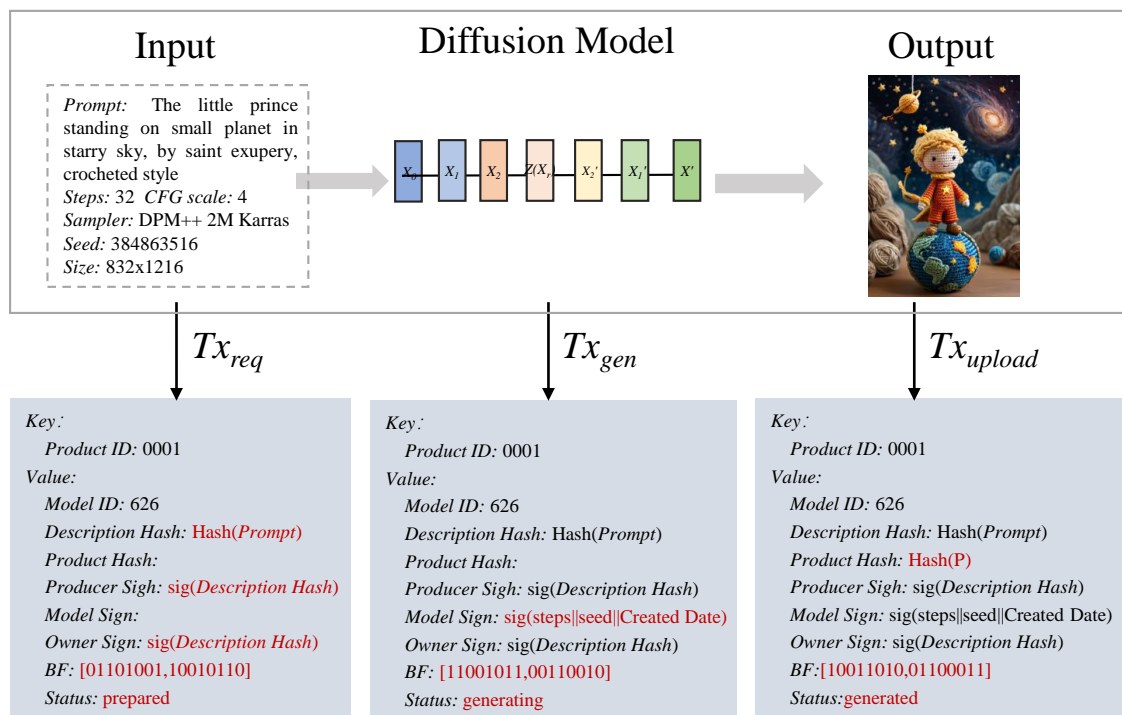 Input
Diffusion Model
Output
Prompt: The little prince
standing on small planet in
starry sky, by saint exupery,
crocheted style
Steps: 32 CFG scale: 4
Sampler: DPM++ 2M Karras
Seed: 384863516
Size: 832x1216
X0 X1 X2 Z(Xr) X2' X1' X'
Txreq
Txgen
Txupload
Key:
Product ID: 0001
Value:
Model ID: 626
Description Hash: Hash(Prompt)
Product Hash:
Producer Sigh: sig(Description Hash)
Model Sign:
Owner Sign: sig(Description Hash)
BF: [01101001,10010110]
Status: prepared
Key:
Product ID: 0001
Value:
Model ID: 626
Description Hash: Hash(Prompt)
Product Hash:
Producer Sigh: sig(Description Hash)
Model Sign: sig(steps||seed||Created Date)
Owner Sign: sig(Description Hash)
BF: [11001011,00110010]
Status: generating
Key:
Product ID: 0001
Value:
Model ID: 626
Description Hash: Hash(Prompt)
Product Hash: Hash(P)
Producer Sigh: sig(Description Hash)
Model Sign: sig(steps||seed||Created Date)
Owner Sign: sig(Description Hash)
BF:[10011010,01100011]
Status:generated